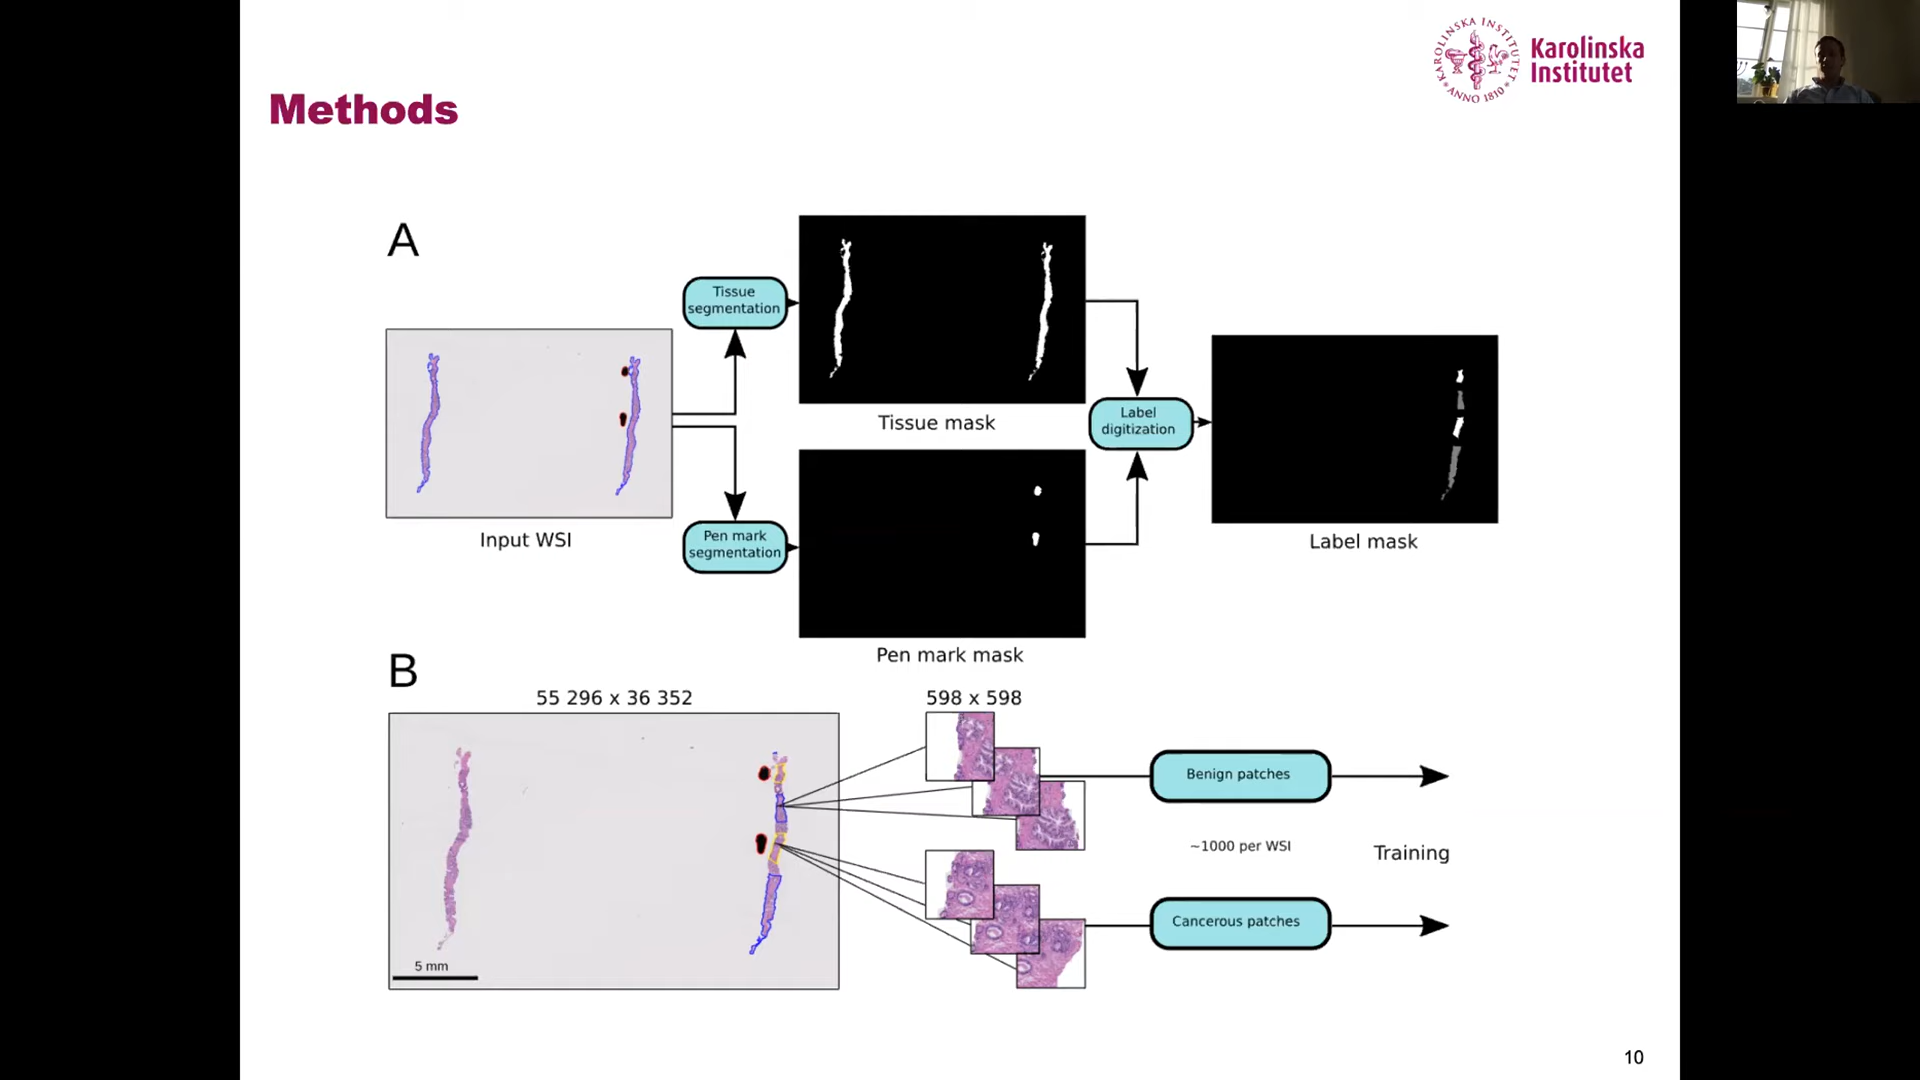 KAROLINSKA INSTITUTET
ANNO 1810
Karolinska
Institutet
Methods
A
Tissue
segmentation
Tissue mask
Input WSI
Pen mark
segmentation
Pen mark mask
Label
digitization
Label mask
B
55 296 x 36 352
598 x 598
5 mm
Benign patches
~1000 per WSI
Training
Cancerous patches
10